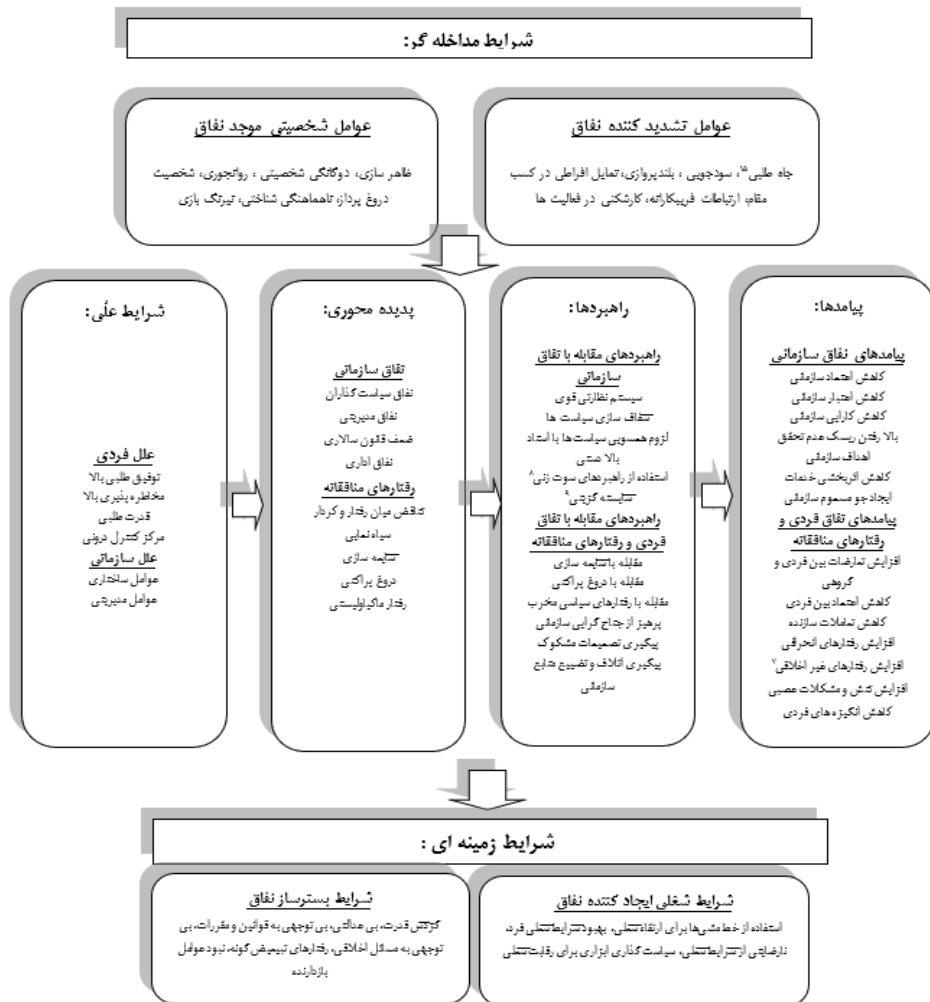 شرایط مداخله گر:
عوامل تشدید کننده نفاق
جاه طلبی۱۵، سودجویی ، بلندپروازی، تمایل افراطی در کسب
مقام، ارتباطات فریبکارانه، کارشکنی در فعالیت ها
عوامل شخصیتی موجد نفاق
ظاهر سازی، دوگانگی شخصیتی ، روانجوری، شخصیت
دروغ پرداز، ناهماهنگی شناختی، نیرنگ بازی
شرایط علّی:
علل فردی
توفیق طلبی بالا
مخاطره پذیری بالا
قدرت طلبی
مرکز کنترل درونی
علل سازمانی
عوامل ساختاری
عوامل مدیریتی
پدیده محوری:
نفاق سازمانی
نفاق سیاست گذاران
نفاق مدیریتی
ضعف قانون سالاری
نفاق اداری
رفتارهای منافقانه
تناقض میان رفتار و کردار
سیاه نمایی
شایعه سازی
دروغ پراکنی
رفتار ماکیاولیستی
راهبردها:
راهبردهای مقابله با نفاق
سازمانی
سیستم نظارتی قوی
شفاف سازی سیاست ها
لزوم همسویی سیاست‌ها با اسناد
بالا دستی
استفاده از راهبردهای سوت زنی۸
شایسته گزینی۹
راهبردهای مقابله با نفاق
فردی و رفتارهای منافقانه
مقابله با شایعه سازی
مقابله با دروغ پراکنی
مقابله با رفتارهای سیاسی مخرب
پرهیز از جناح گرایی سازمانی
پیگیری تصمیمات مشکوک
پیگیری اتلاف و تضییع منابع
سازمانی
پیامدها:
پیامدهای نفاق سازمانی
کاهش اعتماد سازمانی
کاهش اعتبار سازمانی
کاهش کارایی سازمانی
بالا رفتن ریسک عدم تحقق
اهداف سازمانی
کاهش اثربخشی خدمات
ایجاد جو مسموم سازمانی
پیامدهای نفاق فردی و
رفتارهای منافقانه
افزایش تعارضات بین فردی و
گروهی
کاهش اعتماد بین فردی
کاهش تعاملات سازنده
افزایش رفتارهای انحرافی
افزایش رفتارهای غیر اخلاقی۷
افزایش تنش و مشکلات عصبی
کاهش انگیزه های فردی
شرایط زمینه ای :
شرایط شغلی ایجاد کننده نفاق
استفاده از خط‌مشی‌ها برای ارتقاء شغلی، بهبود شرایط شغلی فرد،
نارضایتی از شرایط شغلی، سیاست گذاری ابزاری برای رقابت شغلی
شرایط بسترساز نفاق
کژمنش قدرت، بی عدالتی، بی توجهی به قوانین و مقررات، بی
توجهی به مسائل اخلاقی، رفتارهای تبعیض گونه، نبود عوامل
بازدارنده